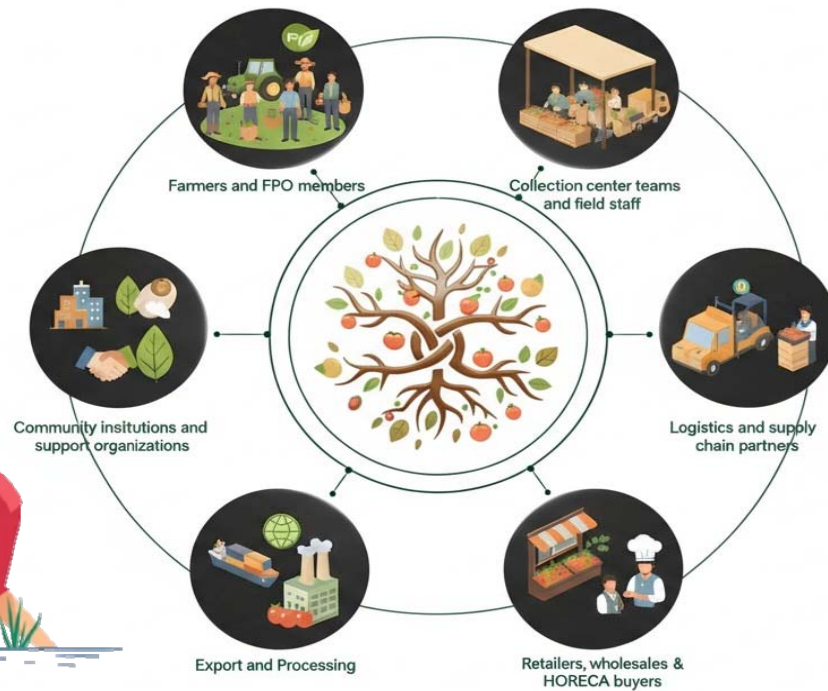 Farmers and FPO members
Collection center teams
and field staff
Community insitutions and
support organizations
Logistics and supply
chain partners
Export and Processing
Retailers, wholesales &
HORECA buyers